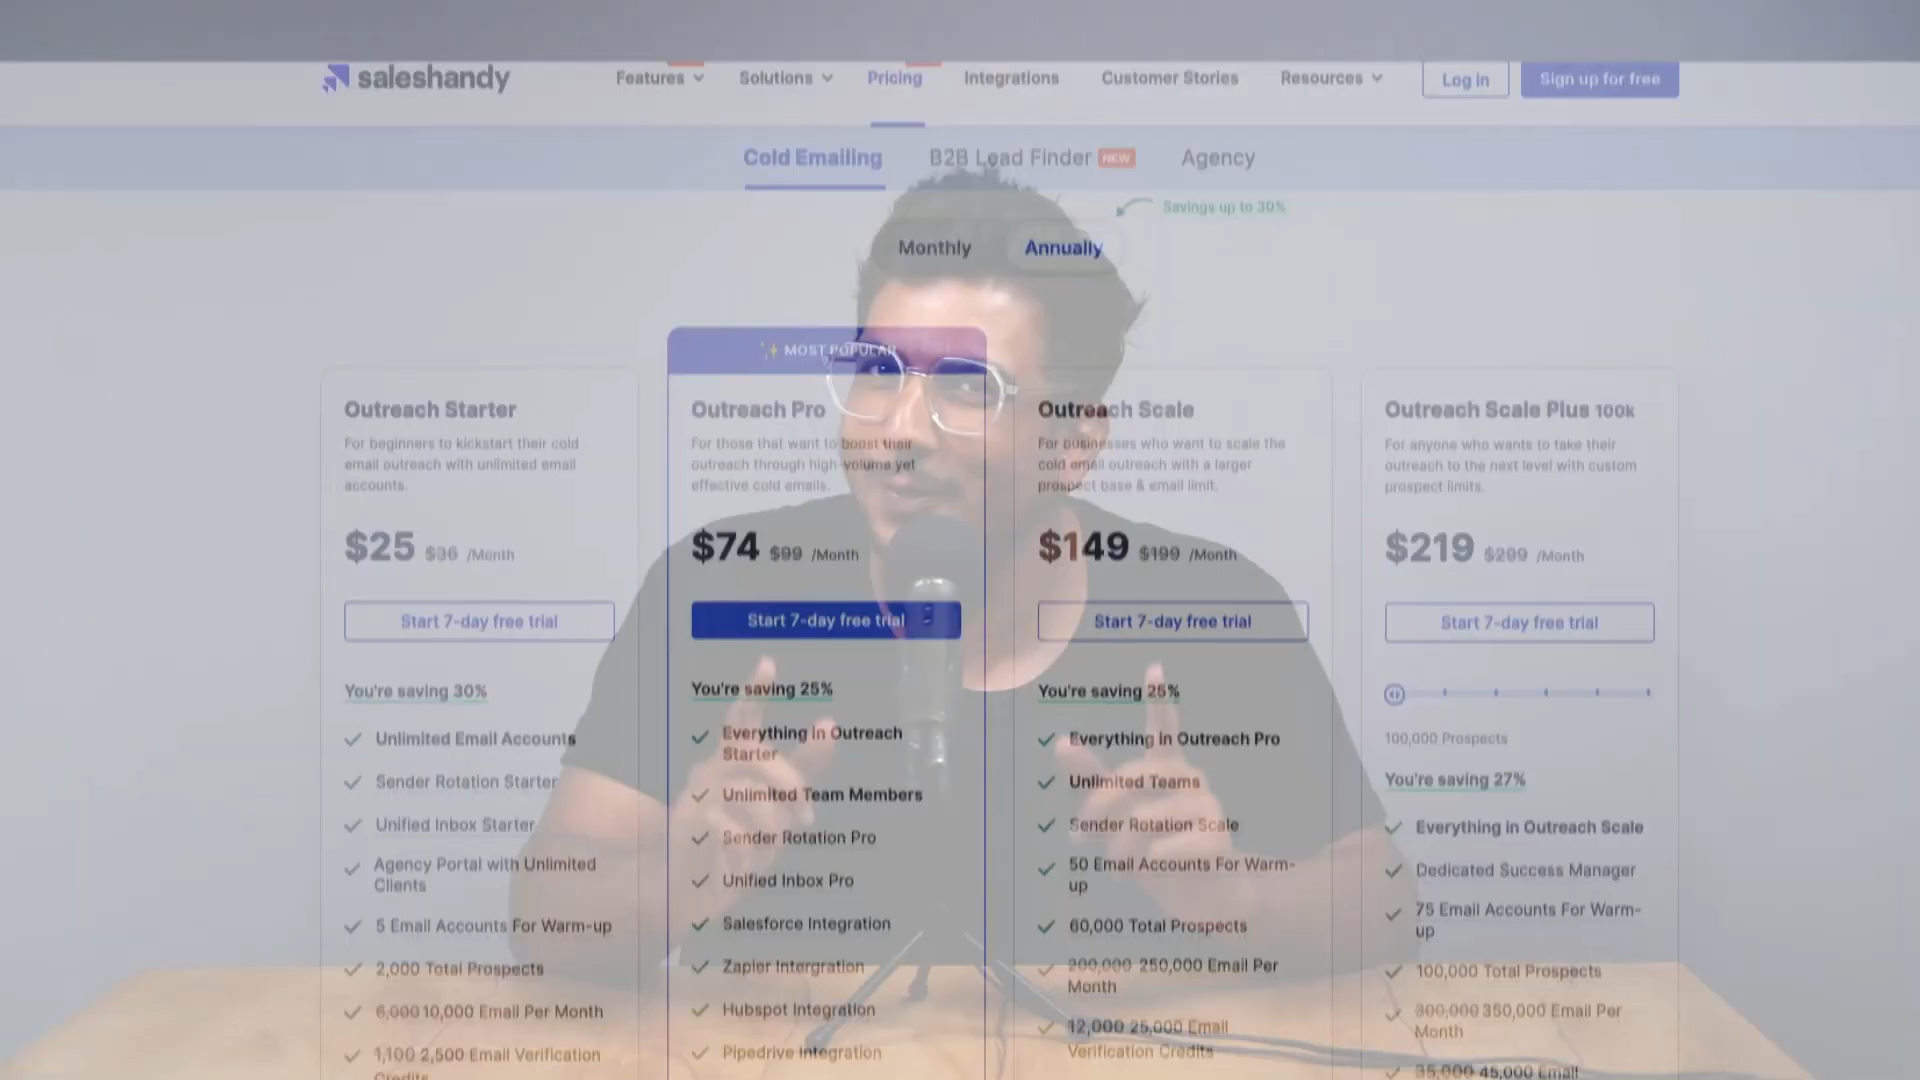 saleshandy
Features
Solutions
Pricing
Integrations
Customer Stories
Resources
Log in
Sign up for free
Cold Emailing
B2B Lead Finder NEW
Agency
Savings up to 30%
Monthly
Annually
MOST POPULAR
Outreach Starter
For beginners to kickstart their cold
email outreach with unlimited email
accounts.
$25 $36 /Month
Start 7-day free trial
You're saving 30%
Unlimited Email Accounts
Sender Rotation Starter
Unified Inbox Starter
Agency Portal with Unlimited
Clients
5 Email Accounts For Warm-up
2,000 Total Prospects
6,000 10,000 Email Per Month
1,100 2,500 Email Verification
Credits
Outreach Pro
For those that want to boost their
outreach through high-volume yet
effective cold emails.
$74 $99 /Month
Start 7-day free trial
You're saving 25%
Everything in Outreach
Starter
Unlimited Team Members
Sender Rotation Pro
Unified Inbox Pro
Salesforce Integration
Zapier Intergration
Hubspot Integration
Pipedrive Integration
Outreach Scale
For businesses who want to scale the
cold email outreach with a larger
prospect base & email limit.
$149 $199 /Month
Start 7-day free trial
You're saving 25%
Everything in Outreach Pro
Unlimited Teams
Sender Rotation Scale
50 Email Accounts For Warm-
up
60,000 Total Prospects
200,000 250,000 Email Per
Month
12,000 25,000 Email
Verification Credits
Outreach Scale Plus 100k
For anyone who wants to take their
outreach to the next level with custom
prospect limits.
$219 $299 /Month
Start 7-day free trial
100,000 Prospects
You're saving 27%
Everything in Outreach Scale
Dedicated Success Manager
75 Email Accounts For Warm-
up
100,000 Total Prospects
300,000 350,000 Email Per
Month
35,000 45,000 Email